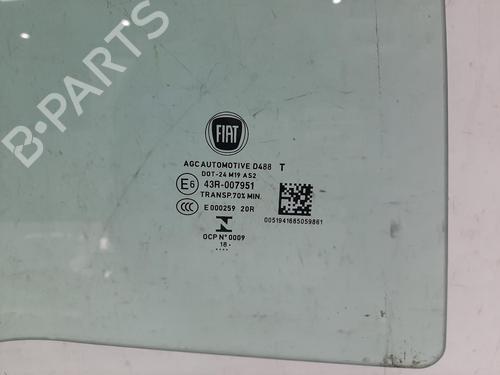 B-Parts
FIAT
AGC AUTOMOTIVE D488 T
DOT-24 M19 AS2
E6 43R-007951
TRANSP.70% MIN.
CCC E000259 20R
0051941685059861
OCP N° 0009
18